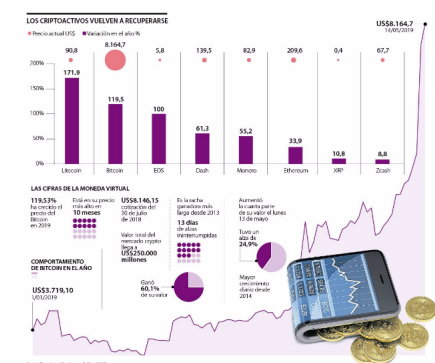 LOS CRIPTOACTIVOS VUELVEN A RECUPERARSE
Precio actual US$ Variación en el año %
US$8.164,7
14/05/2019
90,8 8.164,7 5,8 139,5 82,9 209,6 0,4 67,7
200%
150%
100%
50%
0%
171,9 119,5 100 61,3 55,2 33,9 10,8 8,8
Litecoin Bitcoin EOS Dash Monero Ethereum XRP Zcash
LAS CIFRAS DE LA MONEDA VIRTUAL
119,53%
ha crecido el
precio del
Bitcoin
en 2019
Está en su precio
más alto en
10 meses
US$8.146,15
cotización del
30 de julio
de 2018
Valor total del
mercado crypto
llega a
US$250.000
millones
Es la racha
ganadora más
larga desde 2013
13 días
de alzas
ininterrumpidas
Ganó
60,1%
de su valor
Aumentó
la cuarta parte
de su valor el lunes
13 de mayo
Tuvo un
alza de
24,9%
Mayor
crecimiento
diario desde
2014
COMPORTAMIENTO
DE BITCOIN EN EL AÑO
US$3.719,10
1/01/2019